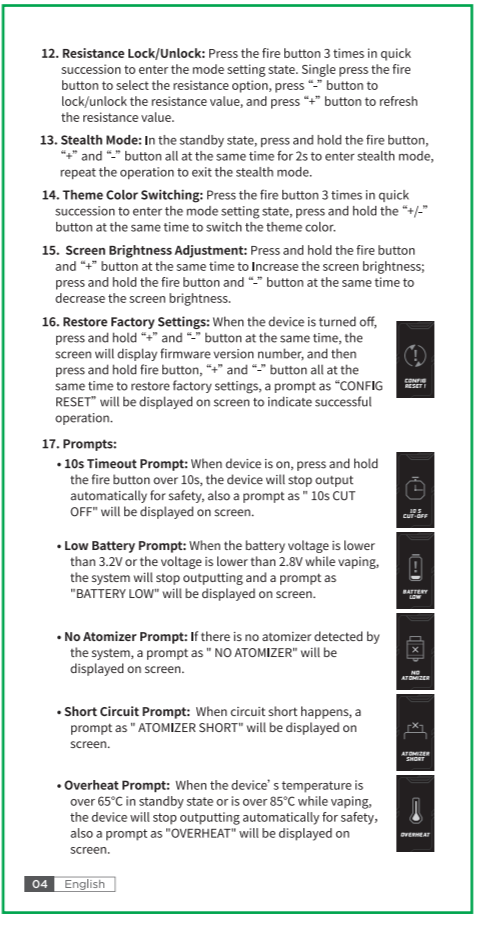 12. Resistance Lock/Unlock: Press the fire button 3 times in quick
succession to enter the mode setting state. Single press the fire
button to select the resistance option, press “-” button to
lock/unlock the resistance value, and press “+” button to refresh
the resistance value.
13. Stealth Mode: In the standby state, press and hold the fire button,
“+” and “-” button all at the same time for 2s to enter stealth mode,
repeat the operation to exit the stealth mode.
14. Theme Color Switching: Press the fire button 3 times in quick
succession to enter the mode setting state, press and hold the “+/-”
button at the same time to switch the theme color.
15. Screen Brightness Adjustment: Press and hold the fire button
and “+” button at the same time to Increase the screen brightness;
press and hold the fire button and “-” button at the same time to
decrease the screen brightness.
16. Restore Factory Settings: When the device is turned off,
press and hold “+” and “-” button at the same time, the
screen will display firmware version number, and then
press and hold fire button, “+” and “-” button all at the
same time to restore factory settings, a prompt as “CONFIG
RESET” will be displayed on screen to indicate successful
operation.
CONFIG
RESET !
17. Prompts:
• 10s Timeout Prompt: When device is on, press and hold
the fire button over 10s, the device will stop output
automatically for safety, also a prompt as " 10s CUT
OFF" will be displayed on screen.
10 S
CUT-OFF
• Low Battery Prompt: When the battery voltage is lower
than 3.2V or the voltage is lower than 2.8V while vaping,
the system will stop outputting and a prompt as
"BATTERY LOW" will be displayed on screen.
BATTERY
LOW
• No Atomizer Prompt: If there is no atomizer detected by
the system, a prompt as " NO ATOMIZER" will be
displayed on screen.
NO
ATOMIZER
• Short Circuit Prompt: When circuit short happens, a
prompt as " ATOMIZER SHORT" will be displayed on
screen.
ATOMIZER
SHORT
• Overheat Prompt: When the device’s temperature is
over 65°C in standby state or is over 85°C while vaping,
the device will stop outputting automatically for safety,
also a prompt as "OVERHEAT" will be displayed on
screen.
OVERHEAT
04 English